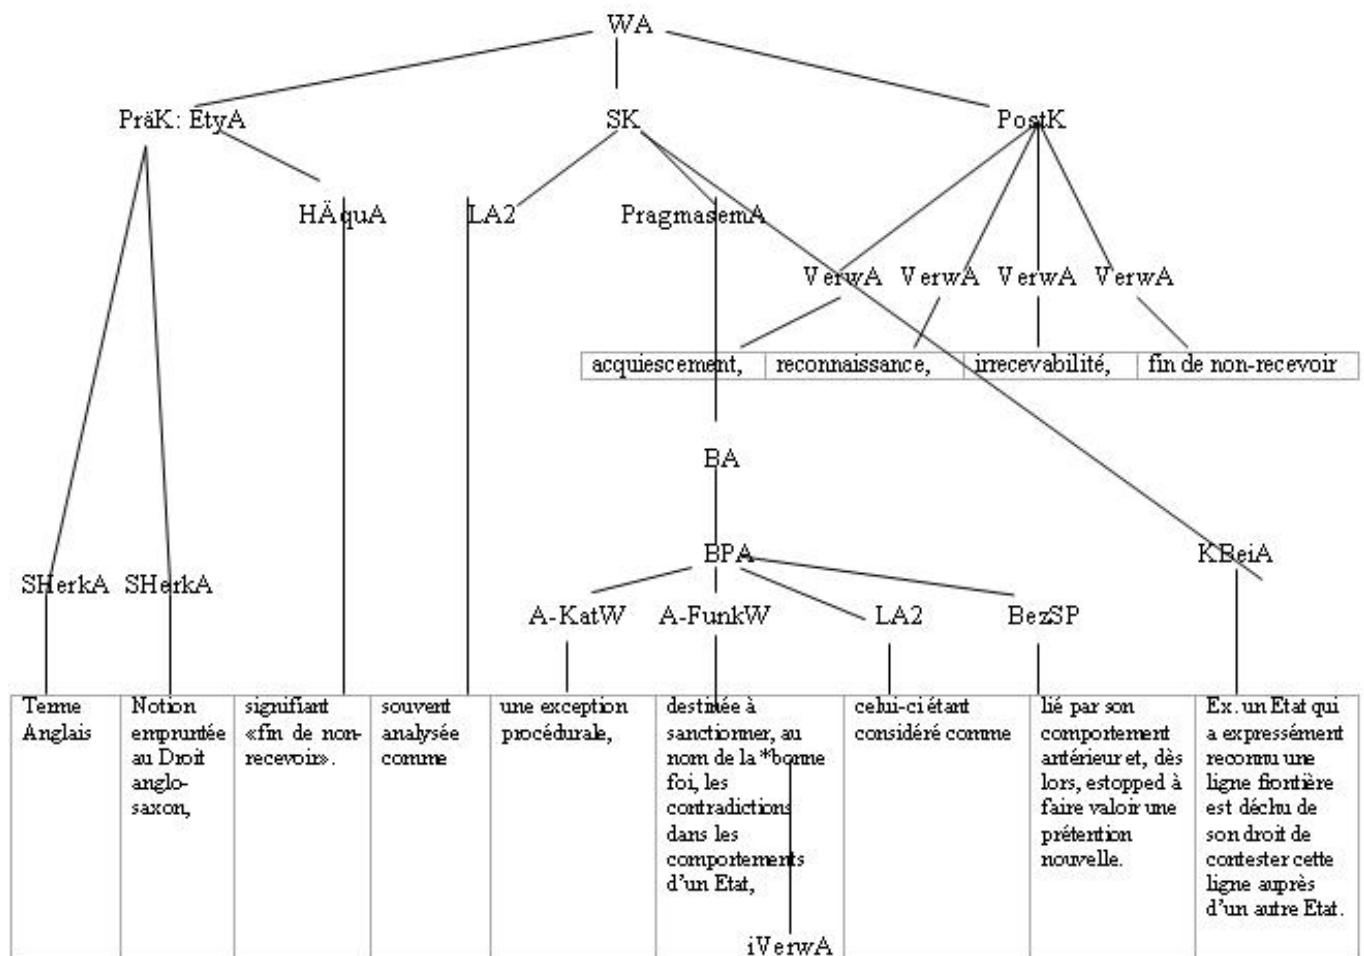 WA
PräK: EtyA SK PostK
HÄquA LA2 PragmasemA
VerwA VerwA VerwA VerwA
acquiescement, reconnaissance, irrecevabilité, fin de non-recevoir
BA
BPA KBeiA
SHerkA SHerkA
A-KatW A-FunkW LA2 BezSP
Terme
Anglais
Notion
empruntée
au Droit
anglo-
saxon,
signifiant
«fin de non-
recevoir».
souvent
analysée
comme
une exception
procédurale,
destinée à
sanctionner, au
nom de la *bonne
foi, les
contradictions
dans les
comportements
d'un Etat,
celui-ci étant
considéré comme
lié par son
comportement
antérieur et, dès
lors, estopped à
faire valoir une
prétention
nouvelle.
Ex. un Etat qui
a expressément
reconnu une
ligne frontière
est déchu de
son droit de
contester cette
ligne auprès
d'un autre Etat.
iVerwA